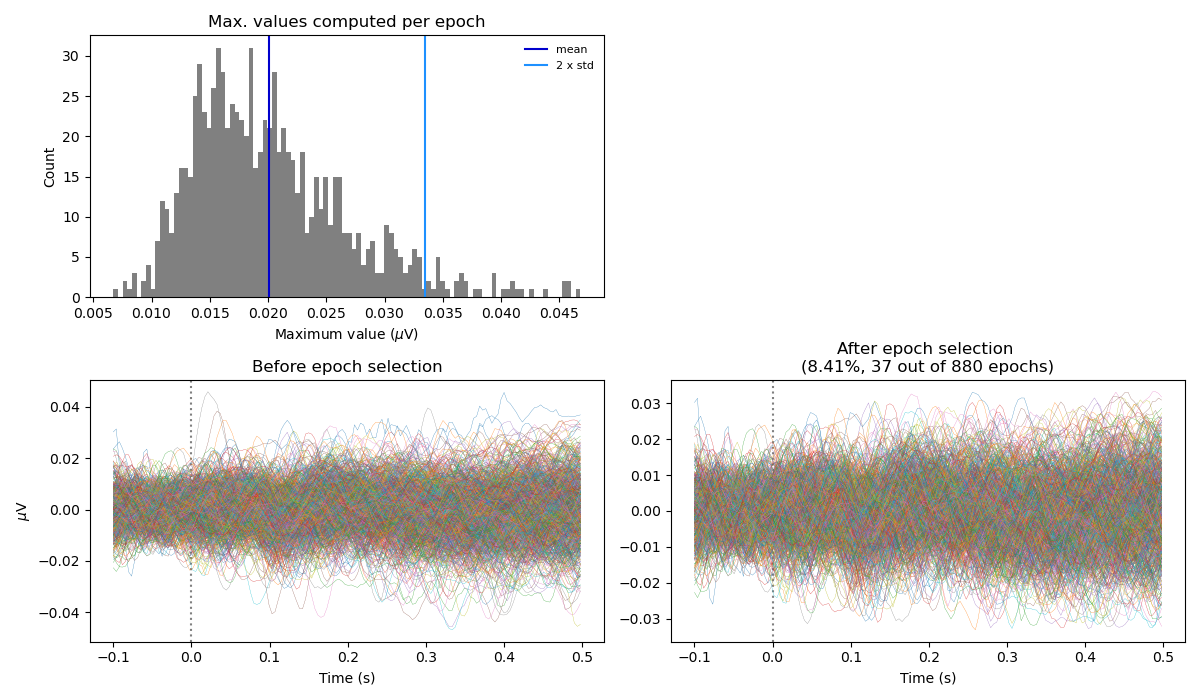 Max. values computed per epoch
Count
30
25
20
15
10
5
0
mean
2 x std
0.005 0.010 0.015 0.020 0.025 0.030 0.035 0.040 0.045
Maximum value (μV)
Before epoch selection
μV
0.04
0.02
0.00
−0.02
−0.04
−0.1 0.0 0.1 0.2 0.3 0.4 0.5
Time (s)
After epoch selection
(8.41%, 37 out of 880 epochs)
0.03
0.02
0.01
0.00
−0.01
−0.02
−0.03
−0.1 0.0 0.1 0.2 0.3 0.4 0.5
Time (s)